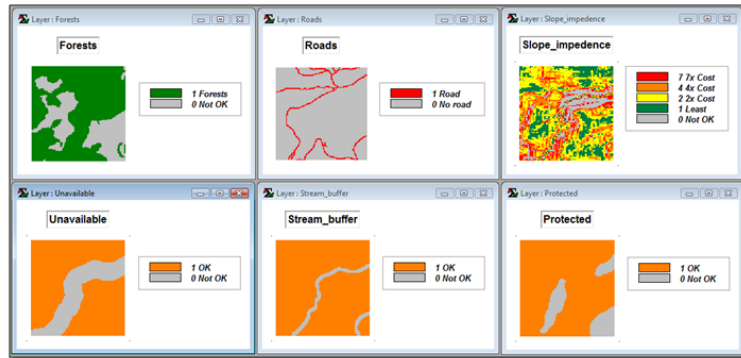 Layer : Forests
Forests
1 Forests
0 Not OK
Layer : Roads
Roads
1 Road
0 No road
Layer : Slope_impedence
Slope_impedence
7 7x Cost
4 4x Cost
2 2x Cost
1 Least
0 Not OK
Layer : Unavailable
Unavailable
1 OK
0 Not OK
Layer : Stream_buffer
Stream_buffer
1 OK
0 Not OK
Layer : Protected
Protected
1 OK
0 Not OK